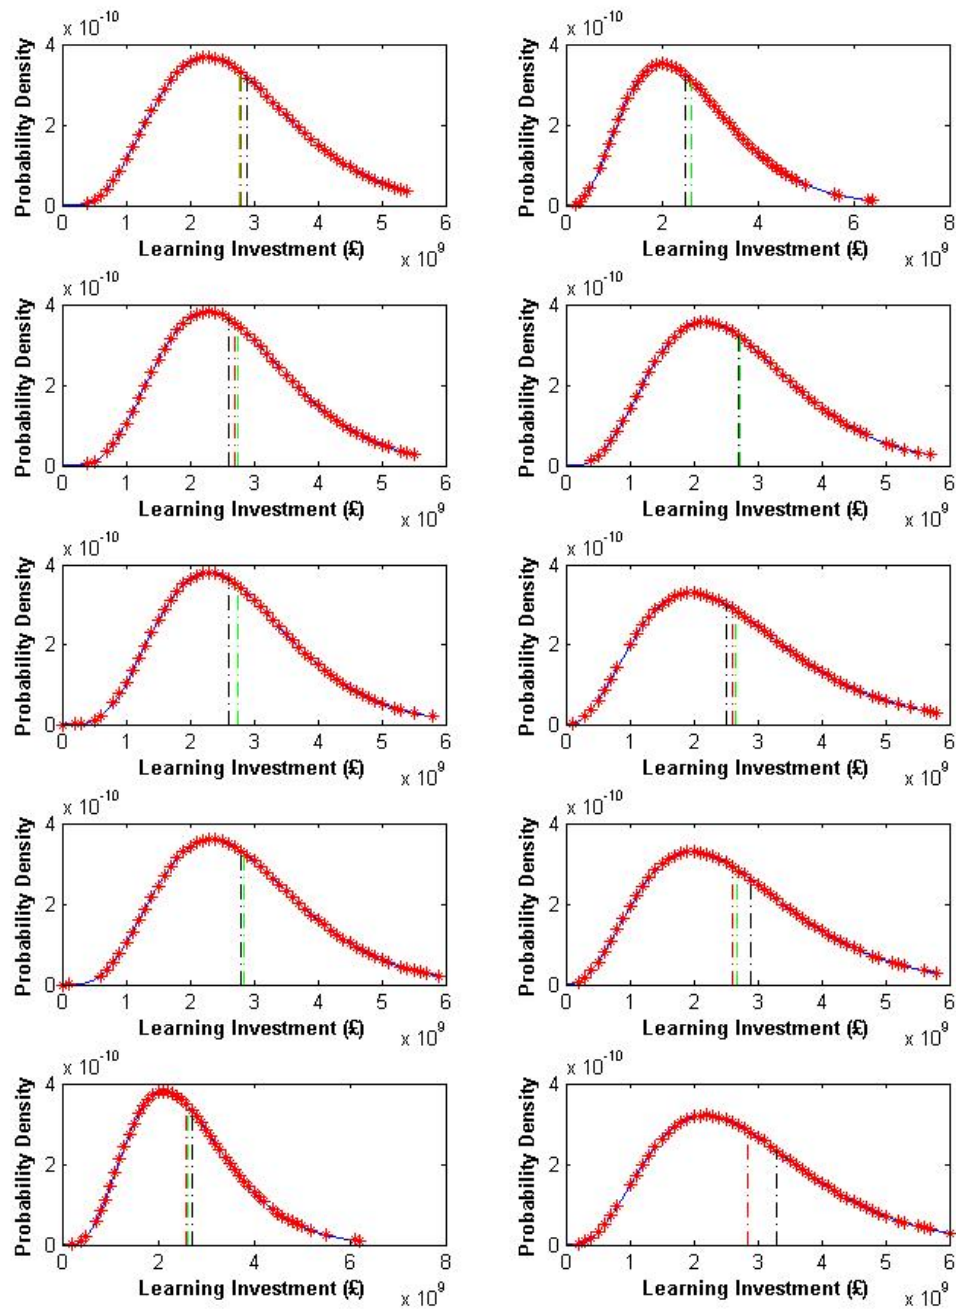 x 10^-10 x 10^-10
4 4
Probability Density Probability Density
2 2
0 0
0 1 2 3 4 5 6 0 2 4 6 8
Learning Investment (£) x 10^9 Learning Investment (£) x 10^9
x 10^-10 x 10^-10
4 4
Probability Density Probability Density
2 2
0 0
0 1 2 3 4 5 6 0 1 2 3 4 5 6
Learning Investment (£) x 10^9 Learning Investment (£) x 10^9
x 10^-10 x 10^-10
4 4
Probability Density Probability Density
2 2
0 0
0 1 2 3 4 5 6 0 1 2 3 4 5 6
Learning Investment (£) x 10^9 Learning Investment (£) x 10^9
x 10^-10 x 10^-10
4 4
Probability Density Probability Density
2 2
0 0
0 1 2 3 4 5 6 0 1 2 3 4 5 6
Learning Investment (£) x 10^9 Learning Investment (£) x 10^9
x 10^-10 x 10^-10
4 4
Probability Density Probability Density
2 2
0 0
0 2 4 6 8 0 1 2 3 4 5 6
Learning Investment (£) x 10^9 Learning Investment (£) x 10^9